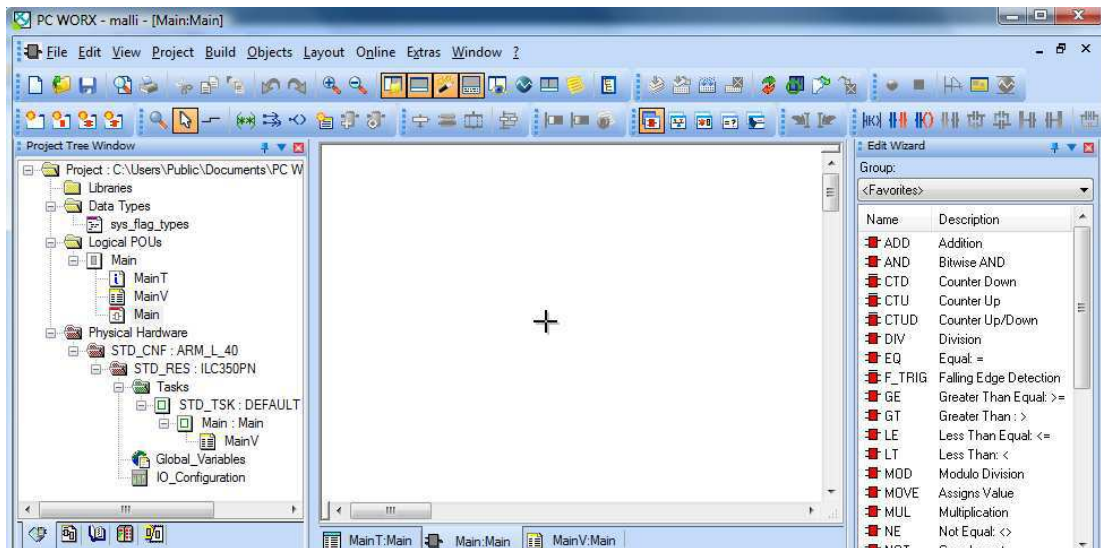 PC WORX - malli - [Main:Main]
File Edit View Project Build Objects Layout Online Extras Window ?
Project Tree Window
Project : C:\Users\Public\Documents\PC W
Libraries
Data Types
sys_flag_types
Logical POUs
Main
MainT
MainV
Main
Physical Hardware
STD_CNF : ARM_L_40
STD_RES : ILC350PN
Tasks
STD_TSK : DEFAULT
Main : Main
MainV
Global_Variables
IO_Configuration
MainT:Main Main:Main MainV:Main
Edit Wizard
Group:
<Favorites>
Name Description
ADD Addition
AND Bitwise AND
CTD Counter Down
CTU Counter Up
CTUD Counter Up/Down
DIV Division
EQ Equal: =
F_TRIG Falling Edge Detection
GE Greater Than Equal: >=
GT Greater Than : >
LE Less Than Equal: <=
LT Less Than: <
MOD Modulo Division
MOVE Assigns Value
MUL Multiplication
NE Not Equal: <>